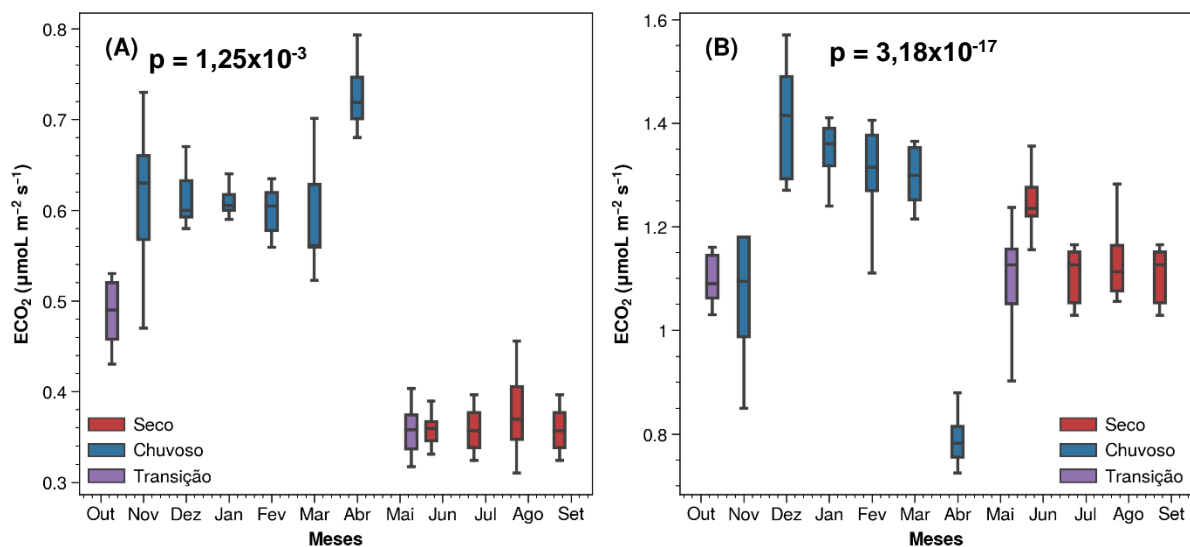 (A) p = 1,25x10⁻³
0.8
0.7
0.6
0.5
0.4
0.3
ECO₂ (µmoL m⁻² s⁻¹)
Seco
Chuvoso
Transição
Out Nov Dez Jan Fev Mar Abr Mai Jun Jul Ago Set
Meses
(B) p = 3,18x10⁻¹⁷
1.6
1.4
1.2
1
0.8
ECO₂ (µmoL m⁻² s⁻¹)
Seco
Chuvoso
Transição
Out Nov Dez Jan Fev Mar Abr Mai Jun Jul Ago Set
Meses